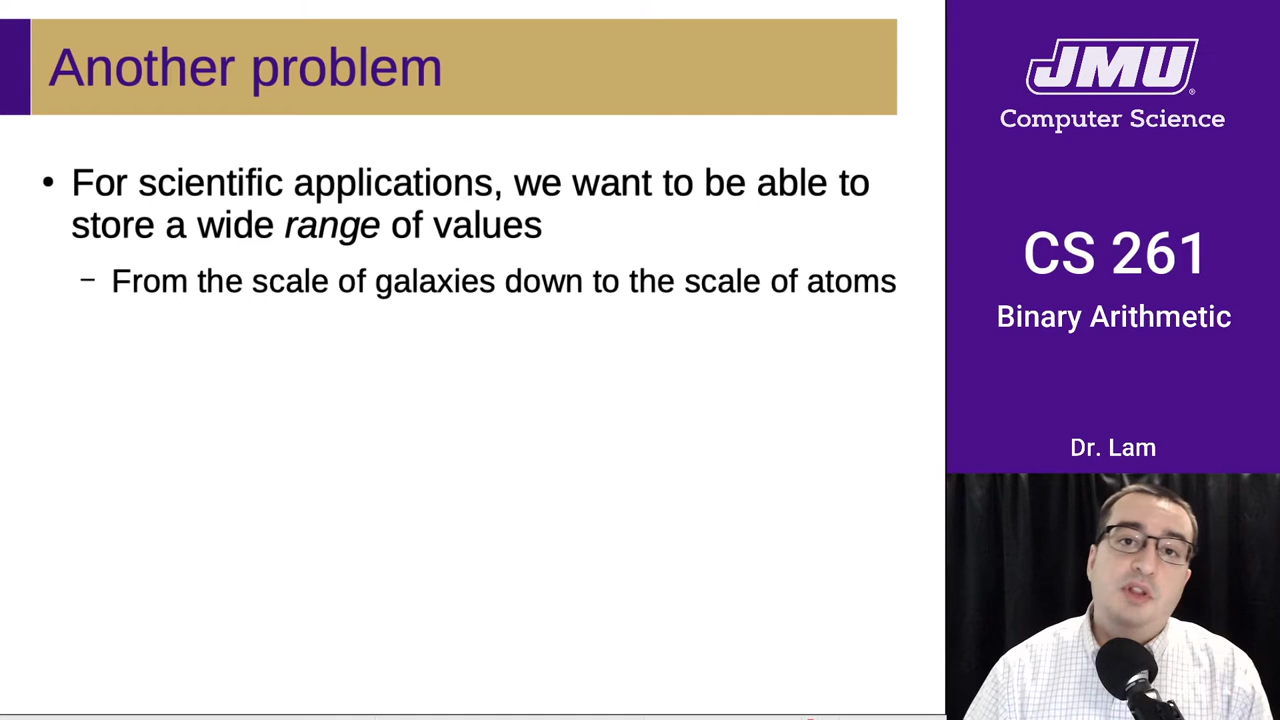 Another problem
• For scientific applications, we want to be able to
store a wide range of values
– From the scale of galaxies down to the scale of atoms
JMU®
Computer Science
CS 261
Binary Arithmetic
Dr. Lam